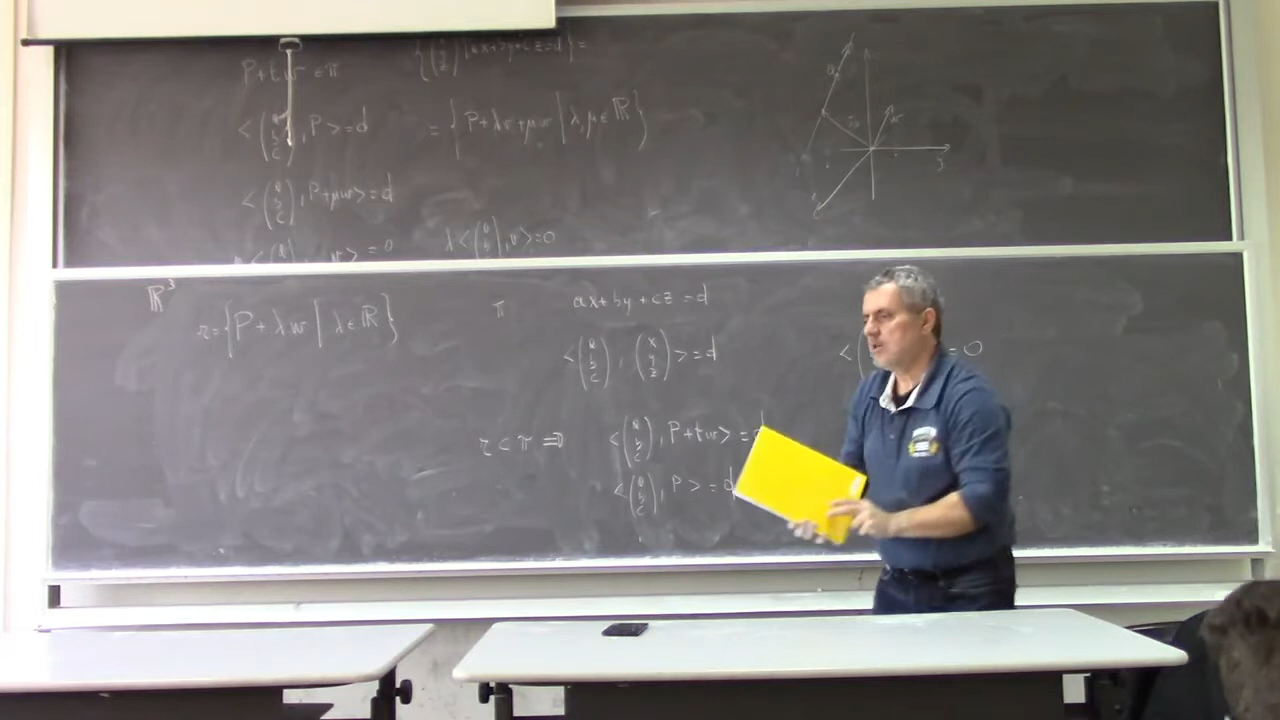 P+tw ∈ π
{(x y z) | ax+by+cz=d} =
<(a b c), P> = d
= {P+λv+μw | λ,μ∈ℝ}
<(a b c), P+μw> = d
λ<(a b), v> = 0
ℝ³
r = {P + λw | λ∈ℝ}
π
ax+by+cz=d
<(a b c), (x y z)> = d
= 0
r ⊂ π ⇒
<(a b c), P+tw> = d
<(a b c), P> = d